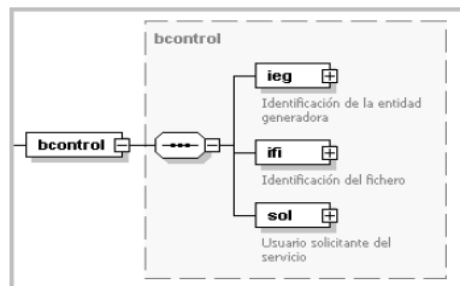 bcontrol
ieg
Identificación de la entidad
generadora
bcontrol
ifi
Identificación del fichero
sol
Usuario solicitante del
servicio